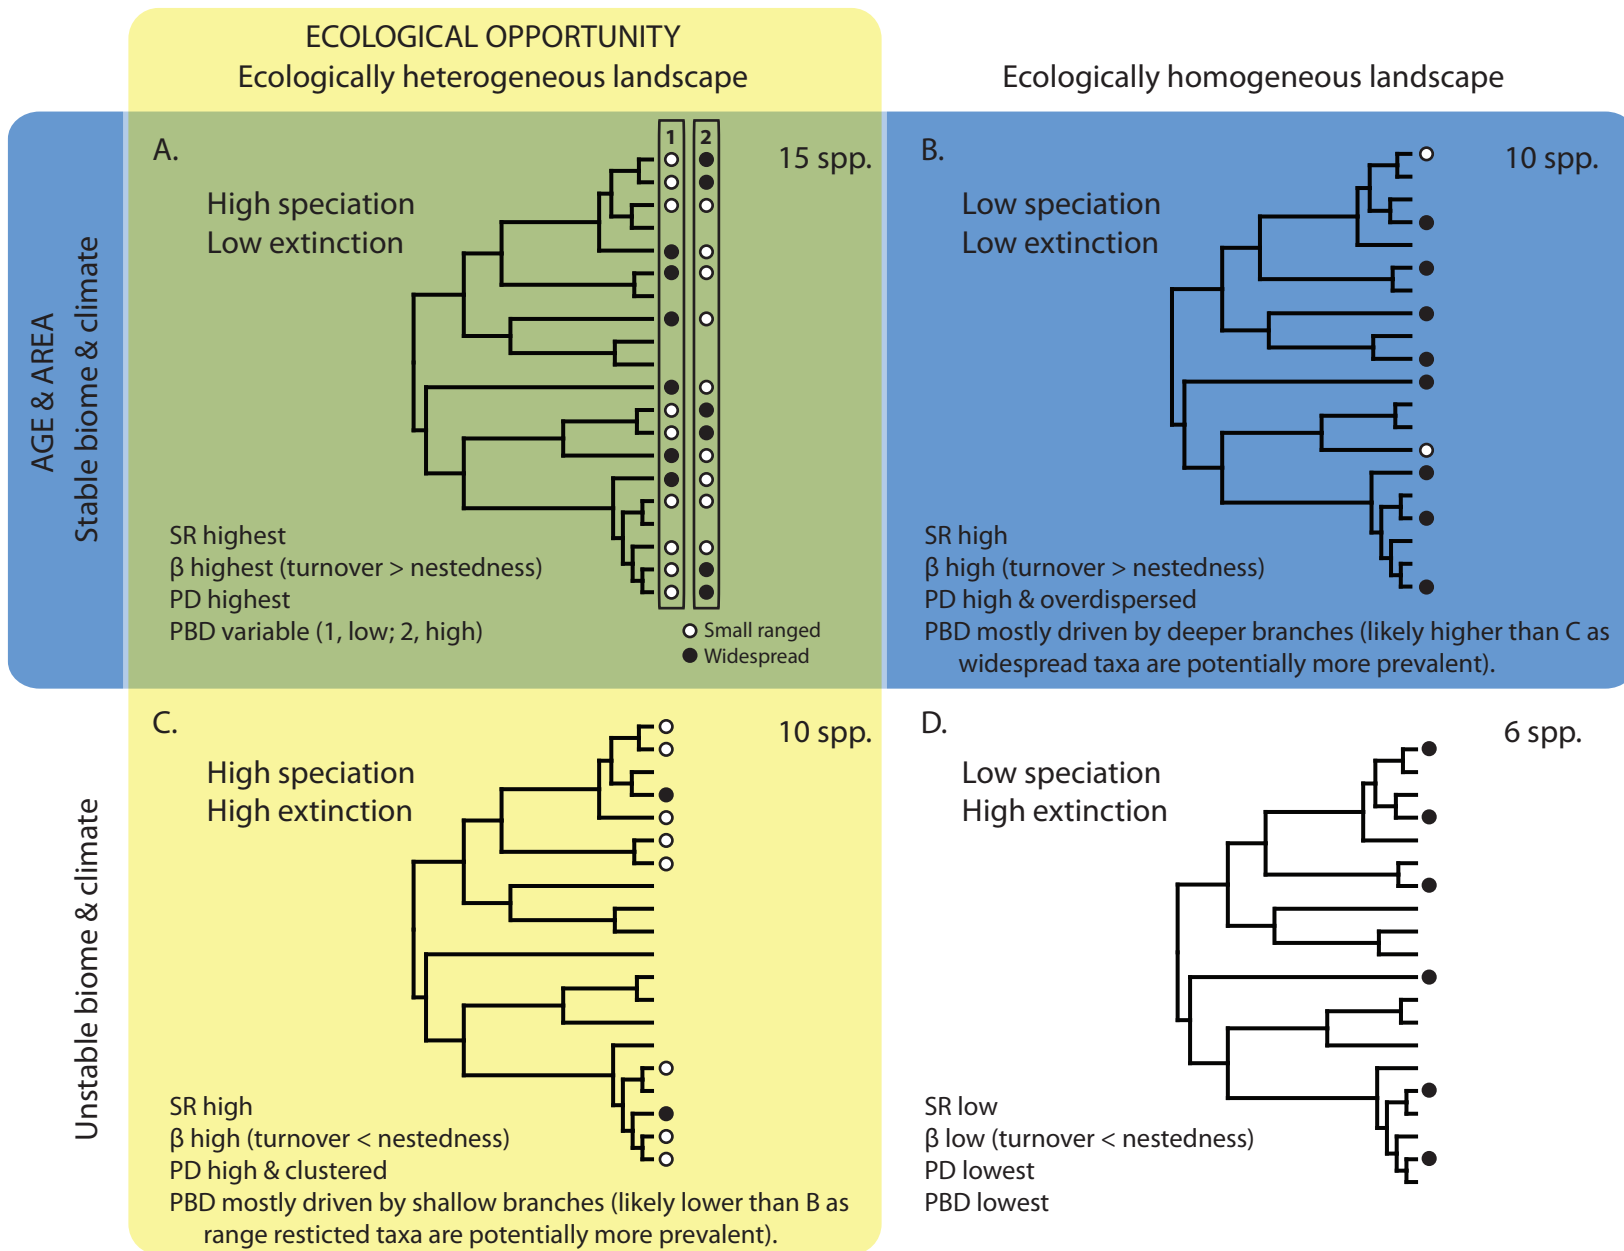 ECOLOGICAL OPPORTUNITY
Ecologically heterogeneous landscape
Ecologically homogeneous landscape
AGE & AREA
Stable biome & climate
Unstable biome & climate
A.
1
2
15 spp.
High speciation
Low extinction
SR highest
β highest (turnover > nestedness)
PD highest
PBD variable (1, low; 2, high)
Small ranged
Widespread
B.
10 spp.
Low speciation
Low extinction
SR high
β high (turnover > nestedness)
PD high & overdispersed
PBD mostly driven by deeper branches (likely higher than C as
widespread taxa are potentially more prevalent).
C.
10 spp.
High speciation
High extinction
SR high
β high (turnover < nestedness)
PD high & clustered
PBD mostly driven by shallow branches (likely lower than B as
range resticted taxa are potentially more prevalent).
D.
6 spp.
Low speciation
High extinction
SR low
β low (turnover < nestedness)
PD lowest
PBD lowest